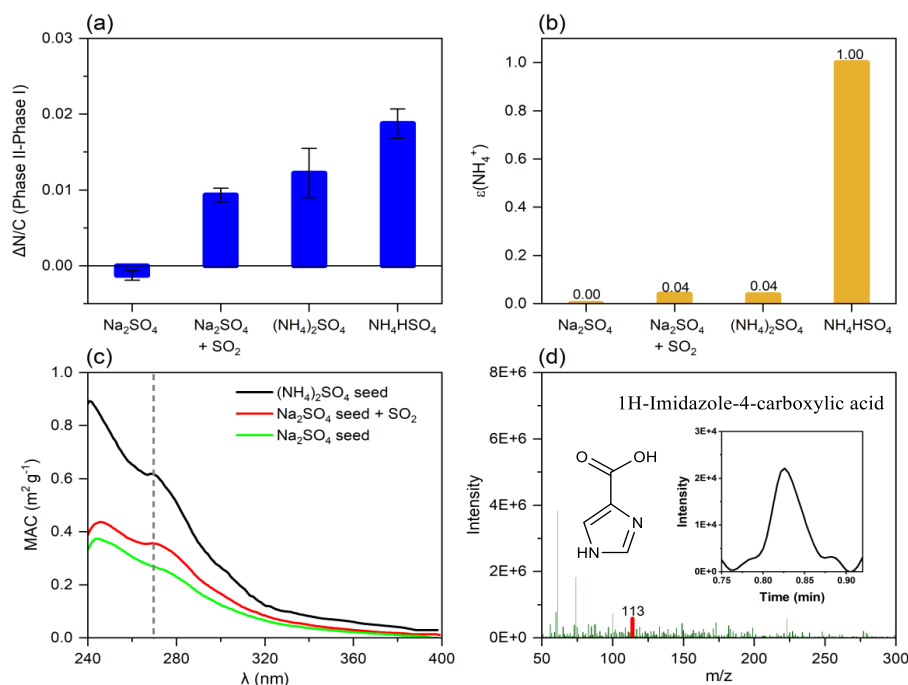 (a)
0.03
0.02
0.01
0.00
ΔN/C (Phase II-Phase I)
Na₂SO₄
Na₂SO₄
+ SO₂
(NH₄)₂SO₄
NH₄HSO₄
(b)
1.0
0.8
0.6
0.4
0.2
0.0
ε(NH₄⁺)
0.00
0.04
0.04
1.00
Na₂SO₄
Na₂SO₄
+ SO₂
(NH₄)₂SO₄
NH₄HSO₄
(c)
1.0
0.8
0.6
0.4
0.2
0.0
MAC (m² g⁻¹)
(NH₄)₂SO₄ seed
Na₂SO₄ seed + SO₂
Na₂SO₄ seed
240
280
320
360
400
λ (nm)
(d)
8E+6
6E+6
4E+6
2E+6
0E+0
Intensity
1H-Imidazole-4-carboxylic acid
O
OH
N
HN
113
3E+4
2E+4
1E+4
0E+0
Intensity
0.75
0.80
0.85
0.90
Time (min)
50
100
150
200
250
300
m/z